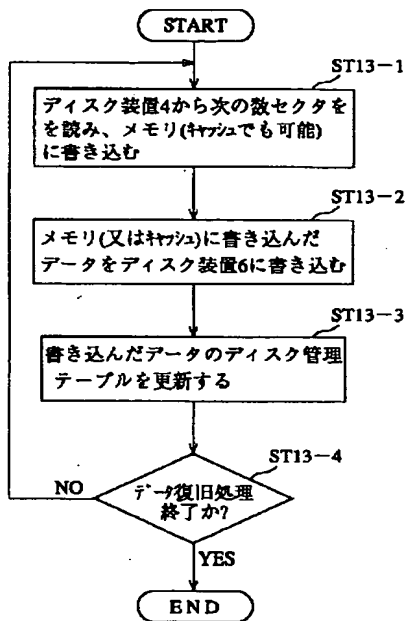 START
ST13-1
ディスク装置4から次の数セクタを
を読み、メモリ(キャッシュでも可能)
に書き込む
ST13-2
メモリ(又はキャッシュ)に書き込んだ
データをディスク装置6に書き込む
ST13-3
書き込んだデータのディスク管理
テーブルを更新する
ST13-4
データ復旧処理
終了か?
NO
YES
END